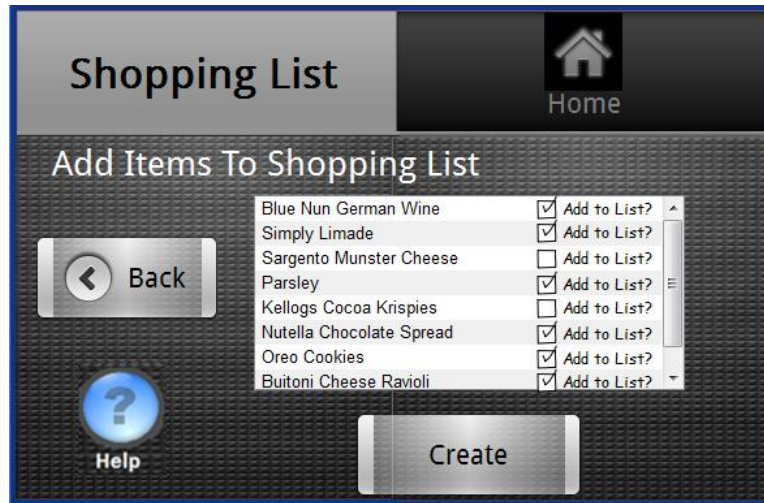 Shopping List
Home
Add Items To Shopping List
Blue Nun German Wine Add to List?
Simply Limade Add to List?
Sargento Munster Cheese Add to List?
Parsley Add to List?
Kellogs Cocoa Krispies Add to List?
Nutella Chocolate Spread Add to List?
Oreo Cookies Add to List?
Buitoni Cheese Ravioli Add to List?
Back
Help
Create